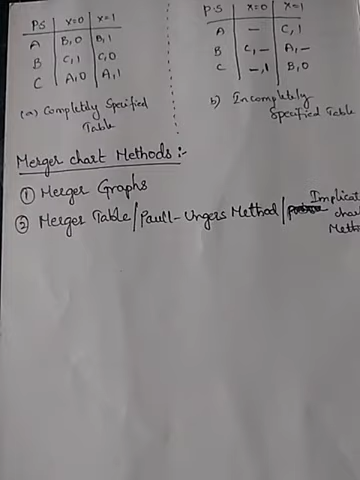 PS | x=0 | x=1
A | B, 0 | B, 1
B | C, 1 | C, 0
C | A, 0 | A, 1
(a) Completely Specified
Table
P.S | x=0 | x=1
A | – | C, 1
B | C, – | A, –
C | –, 1 | B, 0
b) Incompletely
Specified Table
Merger chart Methods :-
① Merger Graphs
② Merger Table / Paull-Ungers Method / Implicat
chart
Meth